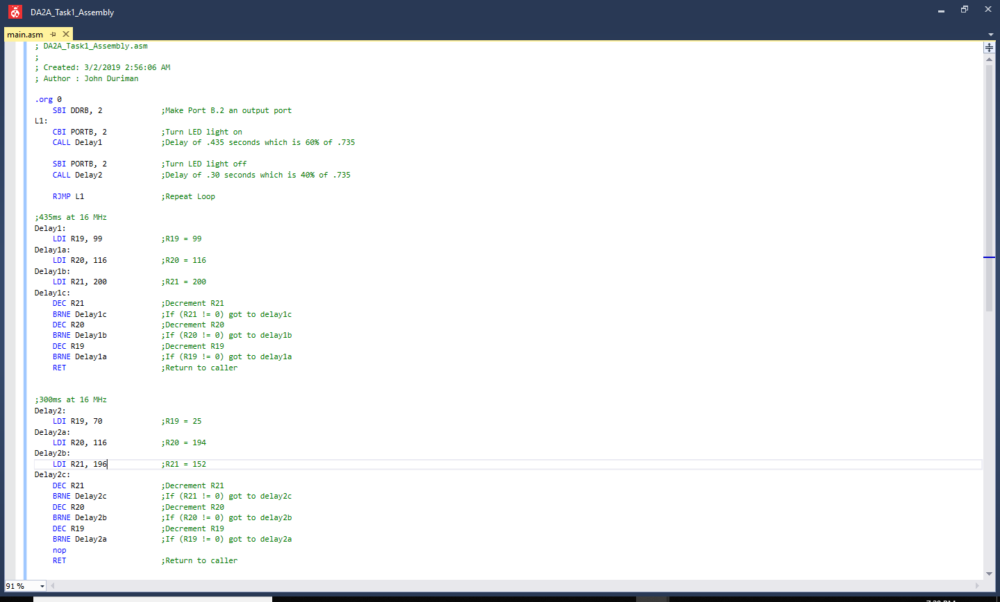 DA2A_Task1_Assembly
main.asm
; DA2A_Task1_Assembly.asm
;
; Created: 3/2/2019 2:56:06 AM
; Author : John Duriman
.org 0
SBI DDRB, 2 ;Make Port B.2 an output port
L1:
CBI PORTB, 2 ;Turn LED light on
CALL Delay1 ;Delay of .435 seconds which is 60% of .735
SBI PORTB, 2 ;Turn LED light off
CALL Delay2 ;Delay of .30 seconds which is 40% of .735
RJMP L1 ;Repeat Loop
;435ms at 16 MHz
Delay1:
LDI R19, 99 ;R19 = 99
Delay1a:
LDI R20, 116 ;R20 = 116
Delay1b:
LDI R21, 200 ;R21 = 200
Delay1c:
DEC R21 ;Decrement R21
BRNE Delay1c ;If (R21 != 0) got to delay1c
DEC R20 ;Decrement R20
BRNE Delay1b ;If (R20 != 0) got to delay1b
DEC R19 ;Decrement R19
BRNE Delay1a ;If (R19 != 0) got to delay1a
RET ;Return to caller
;300ms at 16 MHz
Delay2:
LDI R19, 70 ;R19 = 25
Delay2a:
LDI R20, 116 ;R20 = 194
Delay2b:
LDI R21, 196 ;R21 = 152
Delay2c:
DEC R21 ;Decrement R21
BRNE Delay2c ;If (R21 != 0) got to delay2c
DEC R20 ;Decrement R20
BRNE Delay2b ;If (R20 != 0) got to delay2b
DEC R19 ;Decrement R19
BRNE Delay2a ;If (R19 != 0) got to delay2a
nop
RET ;Return to caller
91 %